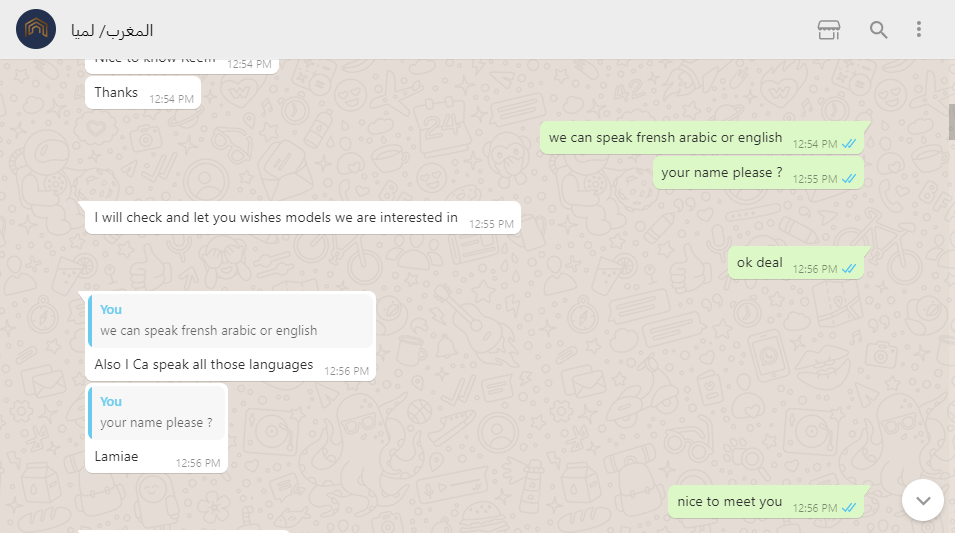 المغرب/ لميا
Nice to know Reem 12:54 PM
Thanks 12:54 PM
we can speak frensh arabic or english 12:54 PM
your name please ? 12:55 PM
I will check and let you wishes models we are interested in 12:55 PM
ok deal 12:56 PM
You
we can speak frensh arabic or english
Also I Ca speak all those languages 12:56 PM
You
your name please ?
Lamiae 12:56 PM
nice to meet you 12:56 PM